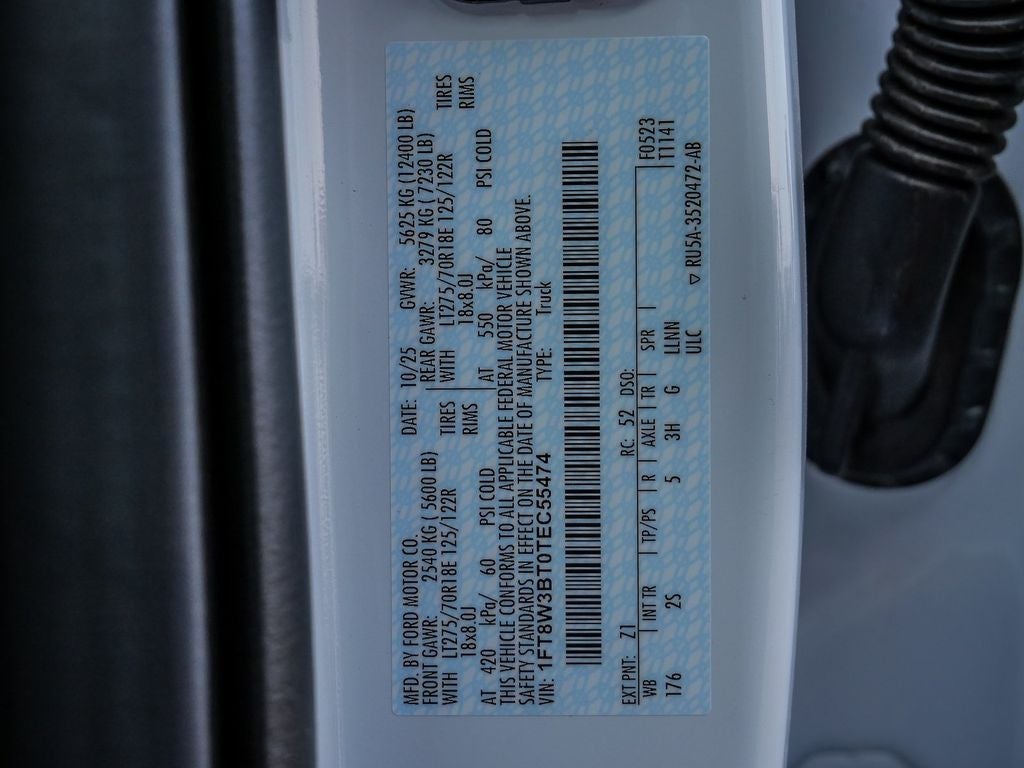 MFD. BY FORD MOTOR CO.
DATE: 10/25 GVWR: 5625 KG (12400 LB)
FRONT GAWR: 2540 KG ( 5600 LB) REAR GAWR: 3279 KG ( 7230 LB)
WITH LT275/70R18E 125/122R TIRES WITH LT275/70R18E 125/122R TIRES
18x8.0J RIMS 18x8.0J RIMS
AT 420 kPa/ 60 PSI COLD AT 550 kPa/ 80 PSI COLD
THIS VEHICLE CONFORMS TO ALL APPLICABLE FEDERAL MOTOR VEHICLE
SAFETY STANDARDS IN EFFECT ON THE DATE OF MANUFACTURE SHOWN ABOVE.
VIN: 1FT8W3BT0TEC55474 TYPE: Truck
EXT PNT: Z1 RC: 52 DSO: F0523
WB INT TR TP/PS R AXLE TR SPR T1141
176 2S 5 3H G LLNN
ULC ▽ RU5A-3520472-AB